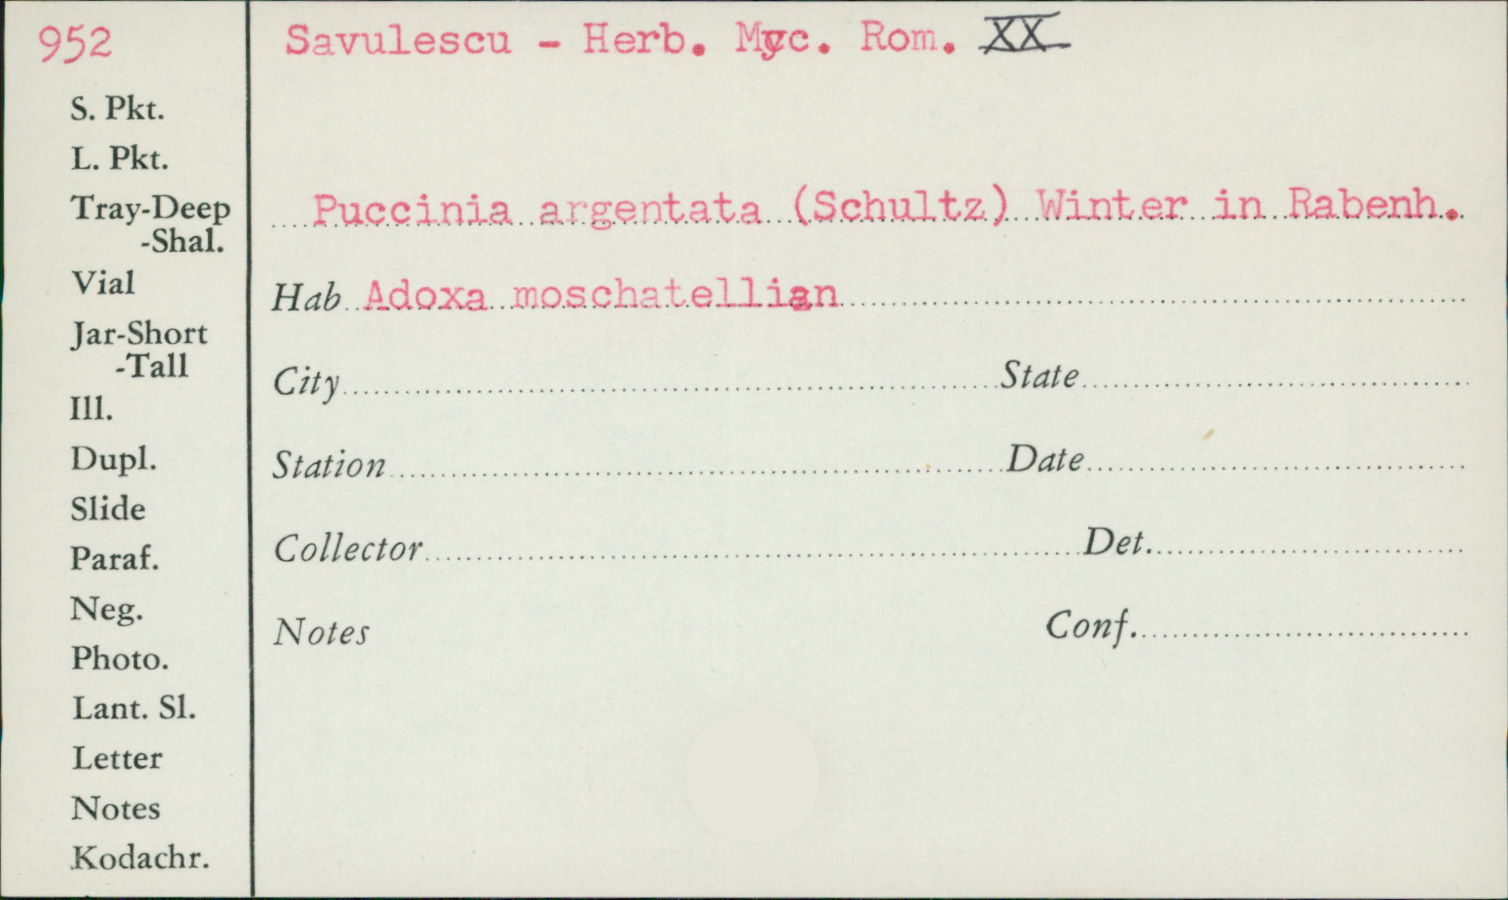 952
Savulescu - Herb. Myc. Rom. XX
S. Pkt.
L. Pkt.
Tray-Deep
-Shal.
Vial
Jar-Short
-Tall
Ill.
Dupl.
Slide
Paraf.
Neg.
Photo.
Lant. Sl.
Letter
Notes
Kodachr.
Puccinia argentata (Schultz) Winter in Rabenh.
Hab Adoxa moschatellian
City State
Station Date
Collector Det.
Notes Conf.